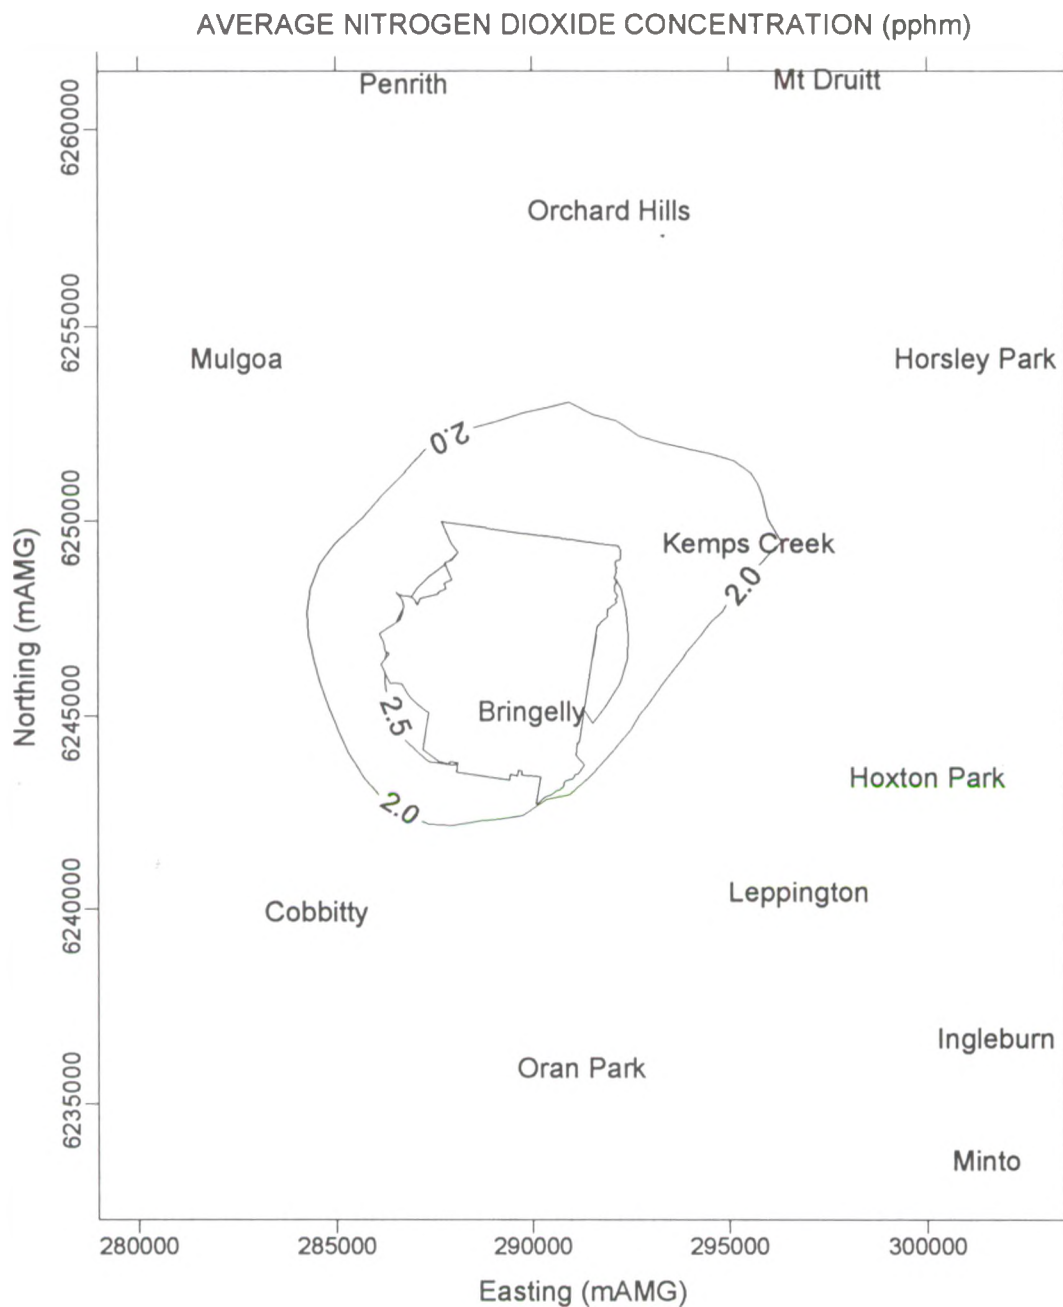 AVERAGE NITROGEN DIOXIDE CONCENTRATION (pphm)
Penrith
Mt Druitt
6260000
Orchard Hills
6255000
Mulgoa
Horsley Park
2.0
6250000
Kemps Creek
2.0
Northing (mAMG)
6245000
2.5
Bringelly
Hoxton Park
2.0
Leppington
6240000
Cobbitty
Ingleburn
Oran Park
6235000
Minto
280000
285000
290000
295000
300000
Easting (mAMG)